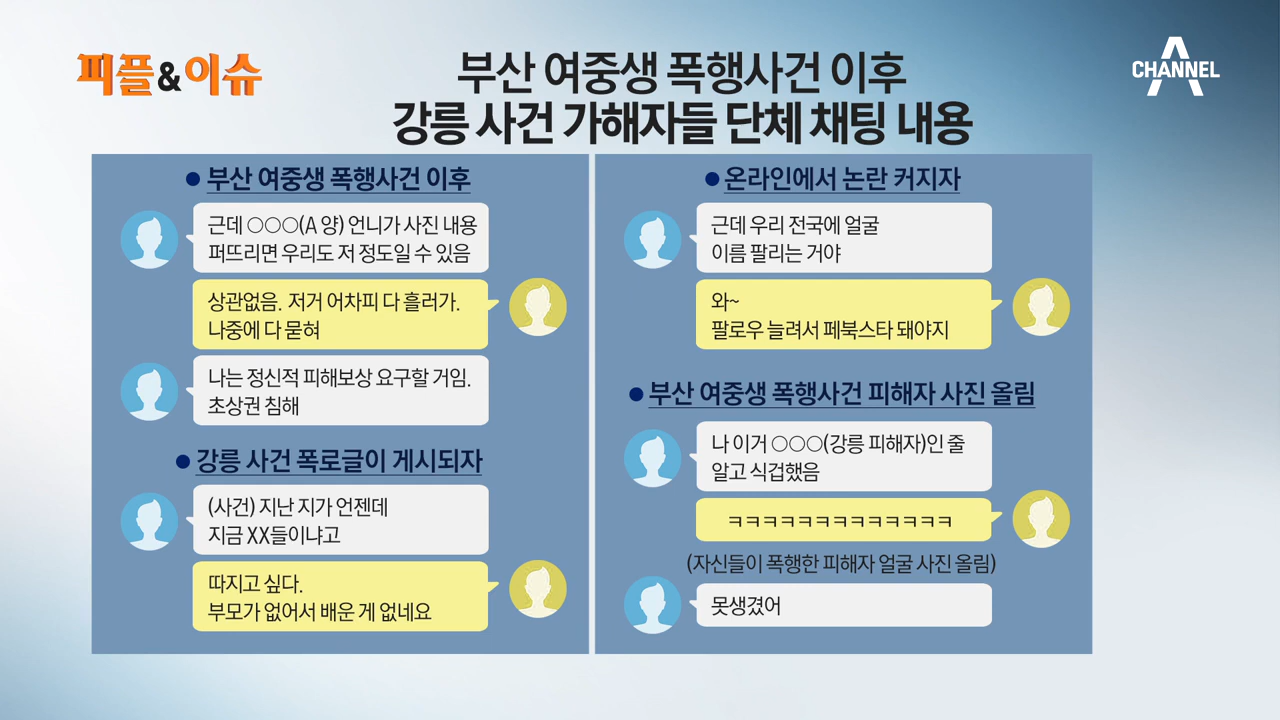 피플&이슈
부산 여중생 폭행사건 이후
강릉 사건 가해자들 단체 채팅 내용
CHANNEL A
● 부산 여중생 폭행사건 이후
근데 ○○○(A 양) 언니가 사진 내용
퍼뜨리면 우리도 저 정도일 수 있음
상관없음. 저거 어차피 다 흘러가.
나중에 다 묻혀
나는 정신적 피해보상 요구할 거임.
초상권 침해
● 강릉 사건 폭로글이 게시되자
(사건) 지난 지가 언젠데
지금 XX들이냐고
따지고 싶다.
부모가 없어서 배운 게 없네요
● 온라인에서 논란 커지자
근데 우리 전국에 얼굴
이름 팔리는 거야
와~
팔로우 늘려서 페북스타 돼야지
● 부산 여중생 폭행사건 피해자 사진 올림
나 이거 ○○○(강릉 피해자)인 줄
알고 식겁했음
ㅋㅋㅋㅋㅋㅋㅋㅋㅋㅋㅋㅋㅋ
(자신들이 폭행한 피해자 얼굴 사진 올림)
못생겼어